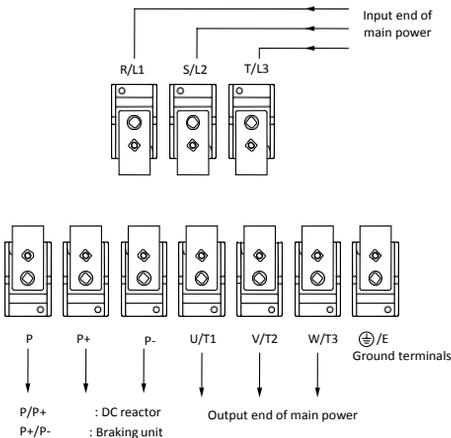 Input end of
main power
R/L1 S/L2 T/L3
P P+ P- U/T1 V/T2 W/T3 ⏚/E
Ground terminals
P/P+ : DC reactor
P+/P- : Braking unit
Output end of main power